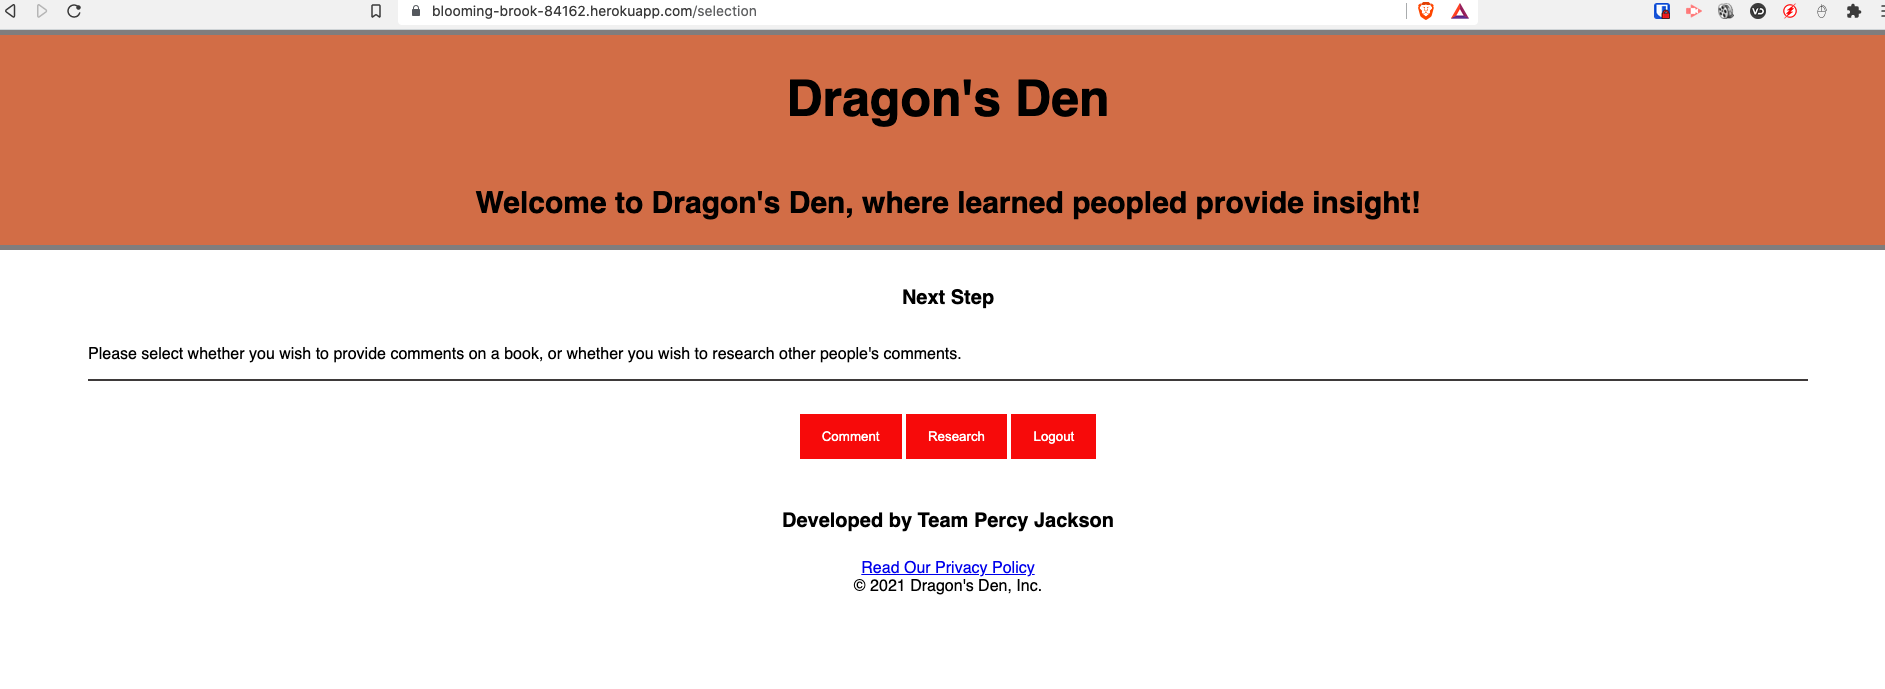 blooming-brook-84162.herokuapp.com/selection
VD
Dragon's Den
Welcome to Dragon's Den, where learned peopled provide insight!
Next Step
Please select whether you wish to provide comments on a book, or whether you wish to research other people's comments.
Comment Research Logout
Developed by Team Percy Jackson
Read Our Privacy Policy
© 2021 Dragon's Den, Inc.